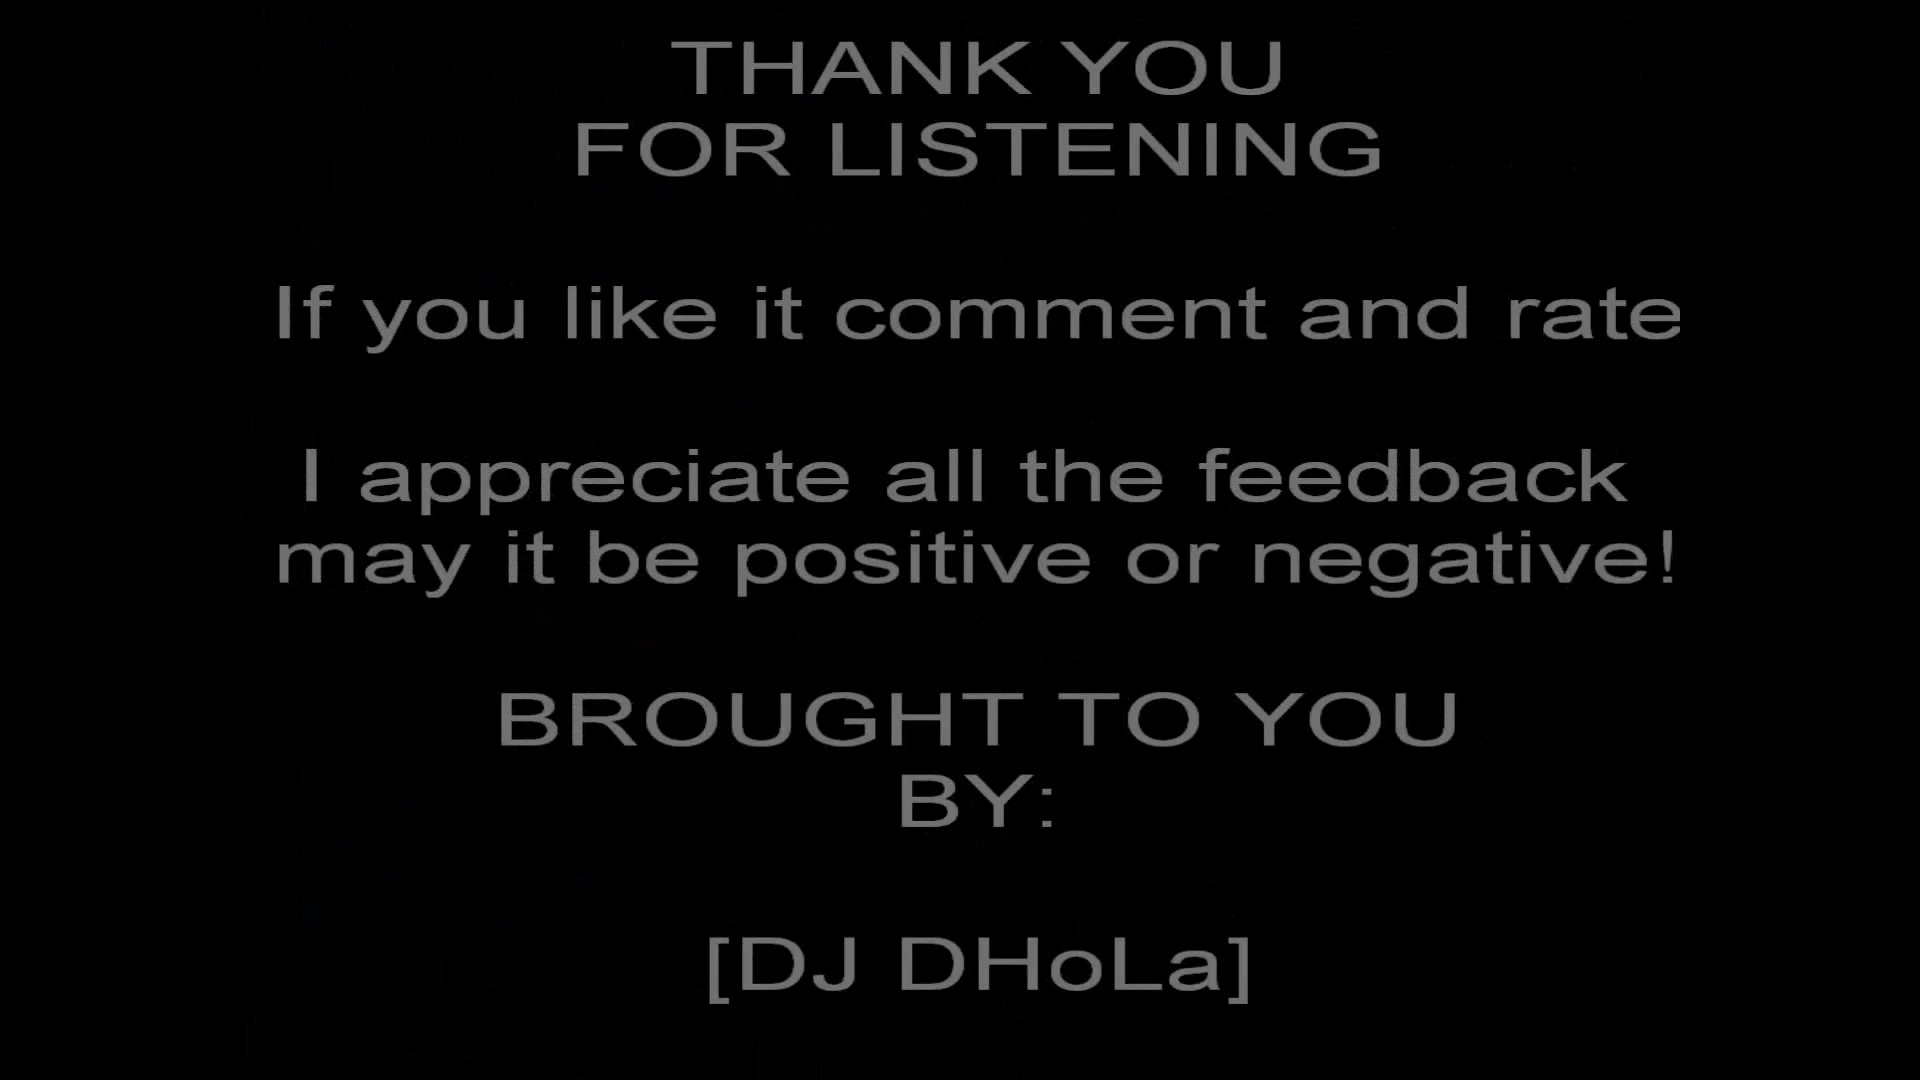 THANK YOU
FOR LISTENING
If you like it comment and rate
I appreciate all the feedback
may it be positive or negative!
BROUGHT TO YOU
BY:
[DJ DHoLa]